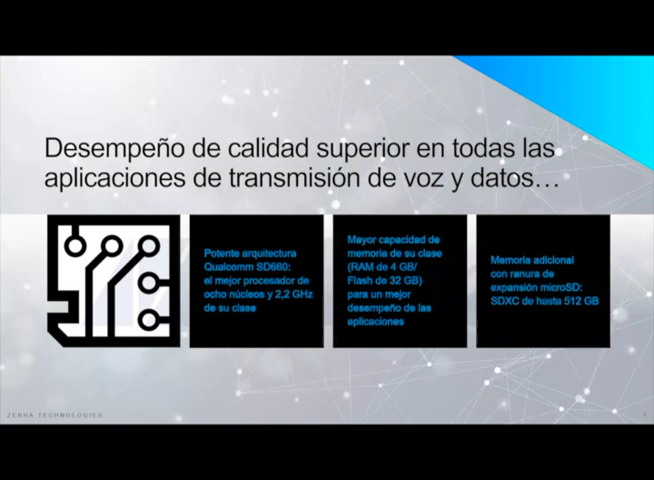 Desempeño de calidad superior en todas las
aplicaciones de transmisión de voz y datos…
Potente arquitectura
Qualcomm SD660:
el mejor procesador de
ocho núcleos y 2,2 GHz
de su clase
Mayor capacidad de
memoria de su clase
(RAM de 4 GB/
Flash de 32 GB)
para un mejor
desempeño de las
aplicaciones
Memoria adicional
con ranura de
expansión microSD:
SDXC de hasta 512 GB
ZEBRA TECHNOLOGIES